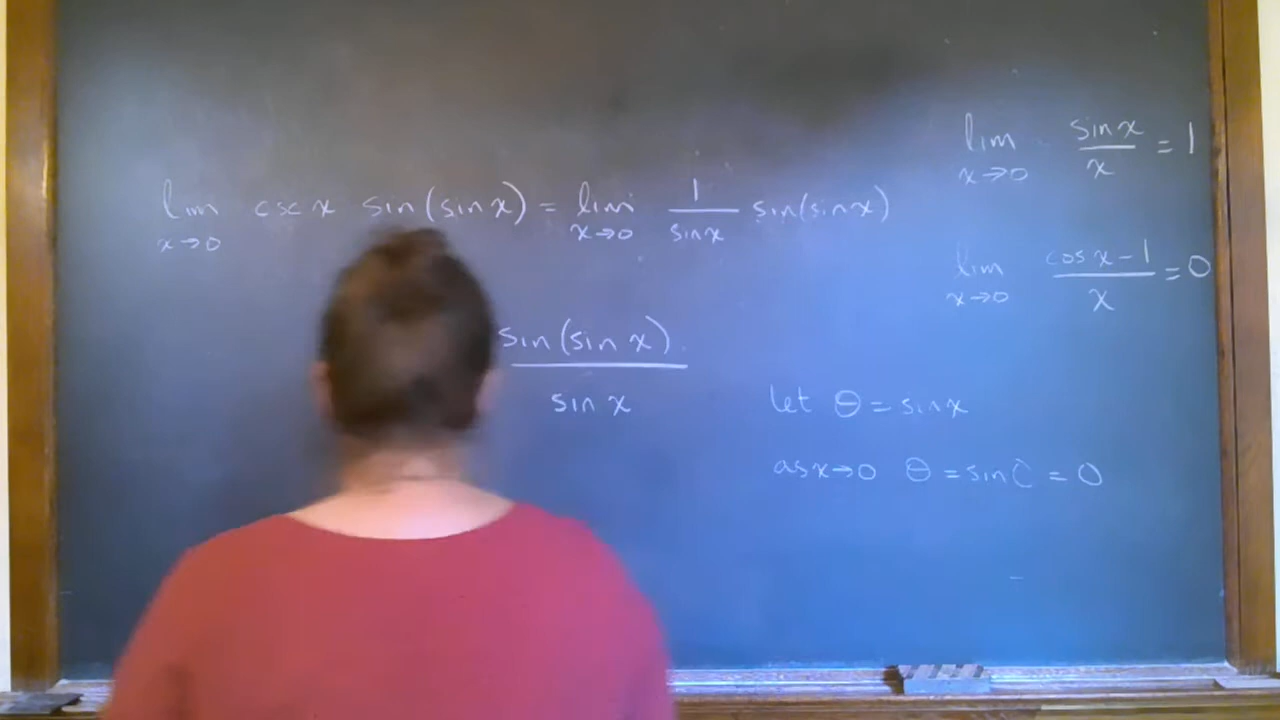 lim x→0 csc x sin(sin x) = lim x→0 1/sin x sin(sin x)
sin(sin x)/sin x
let θ = sin x
as x→0 θ = sin 0 = 0
lim x→0 sin x/x = 1
lim x→0 cos x − 1/x = 0